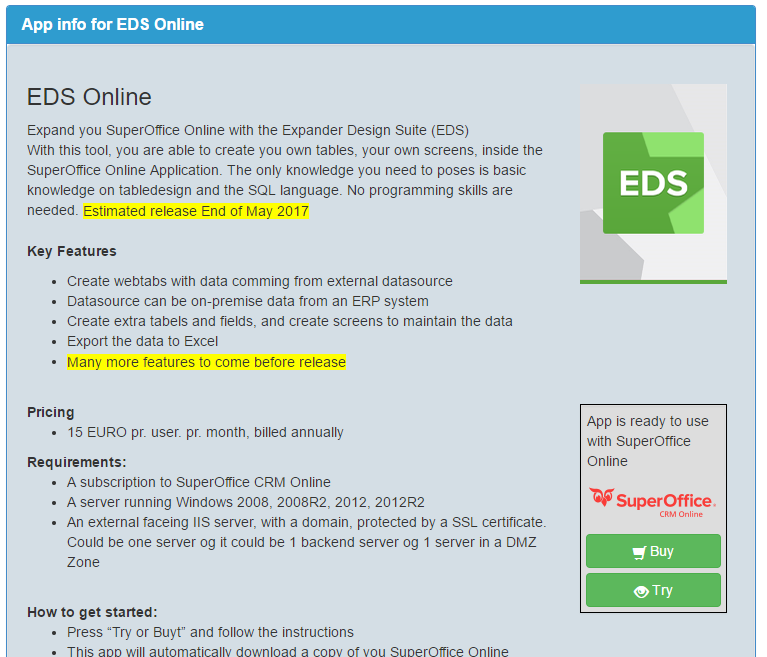 App info for EDS Online
EDS Online
Expand you SuperOffice Online with the Expander Design Suite (EDS)
With this tool, you are able to create you own tables, your own screens, inside the
SuperOffice Online Application. The only knowledge you need to poses is basic
knowledge on tabledesign and the SQL language. No programming skills are
needed. Estimated release End of May 2017
EDS
Key Features
• Create webtabs with data comming from external datasource
• Datasource can be on-premise data from an ERP system
• Create extra tabels and fields, and create screens to maintain the data
• Export the data to Excel
• Many more features to come before release
Pricing
• 15 EURO pr. user. pr. month, billed annually
Requirements:
• A subscription to SuperOffice CRM Online
• A server running Windows 2008, 2008R2, 2012, 2012R2
• An external faceing IIS server, with a domain, protected by a SSL certificate.
Could be one server og it could be 1 backend server og 1 server in a DMZ
Zone
App is ready to use
with SuperOffice
Online
SuperOffice.
CRM Online
Buy
Try
How to get started:
• Press “Try or Buyt” and follow the instructions
• This app will automatically download a copy of you SuperOffice Online